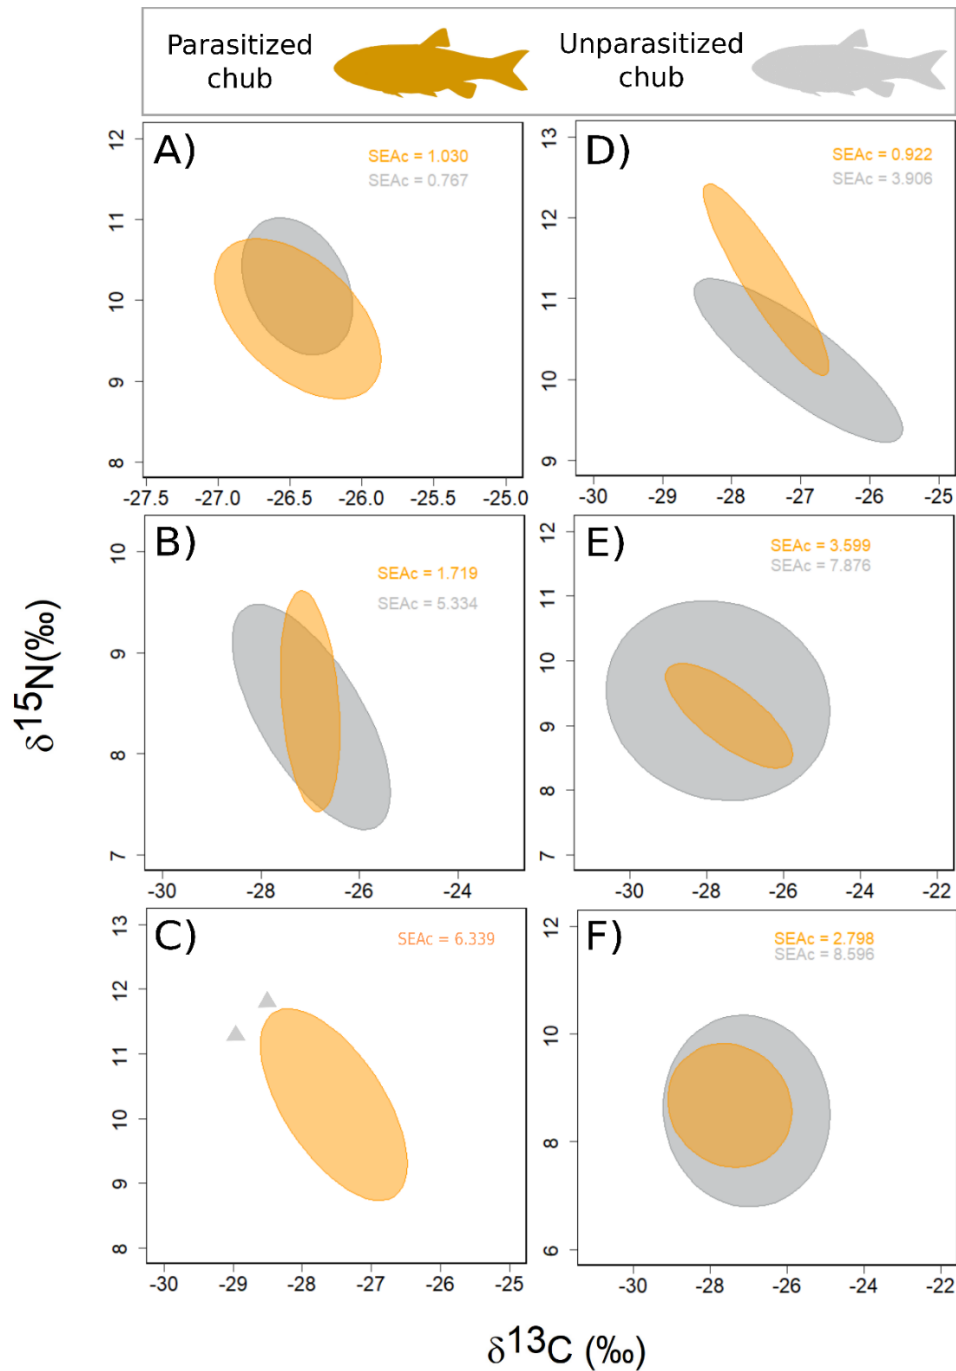 Parasitized
chub
Unparasitized
chub
A)
SEAc = 1.030
SEAc = 0.767
12
11
10
9
8
-27.5 -27.0 -26.5 -26.0 -25.5 -25.0
D)
SEAc = 0.922
SEAc = 3.906
13
12
11
10
9
-30 -29 -28 -27 -26 -25
B)
SEAc = 1.719
SEAc = 5.334
10
9
8
7
-30 -28 -26 -24
E)
SEAc = 3.599
SEAc = 7.876
12
11
10
9
8
7
-30 -28 -26 -24 -22
C)
SEAc = 6.339
13
12
11
10
9
8
-30 -29 -28 -27 -26 -25
F)
SEAc = 2.798
SEAc = 8.596
12
10
8
6
-30 -28 -26 -24 -22
δ15N(‰)
δ13C (‰)